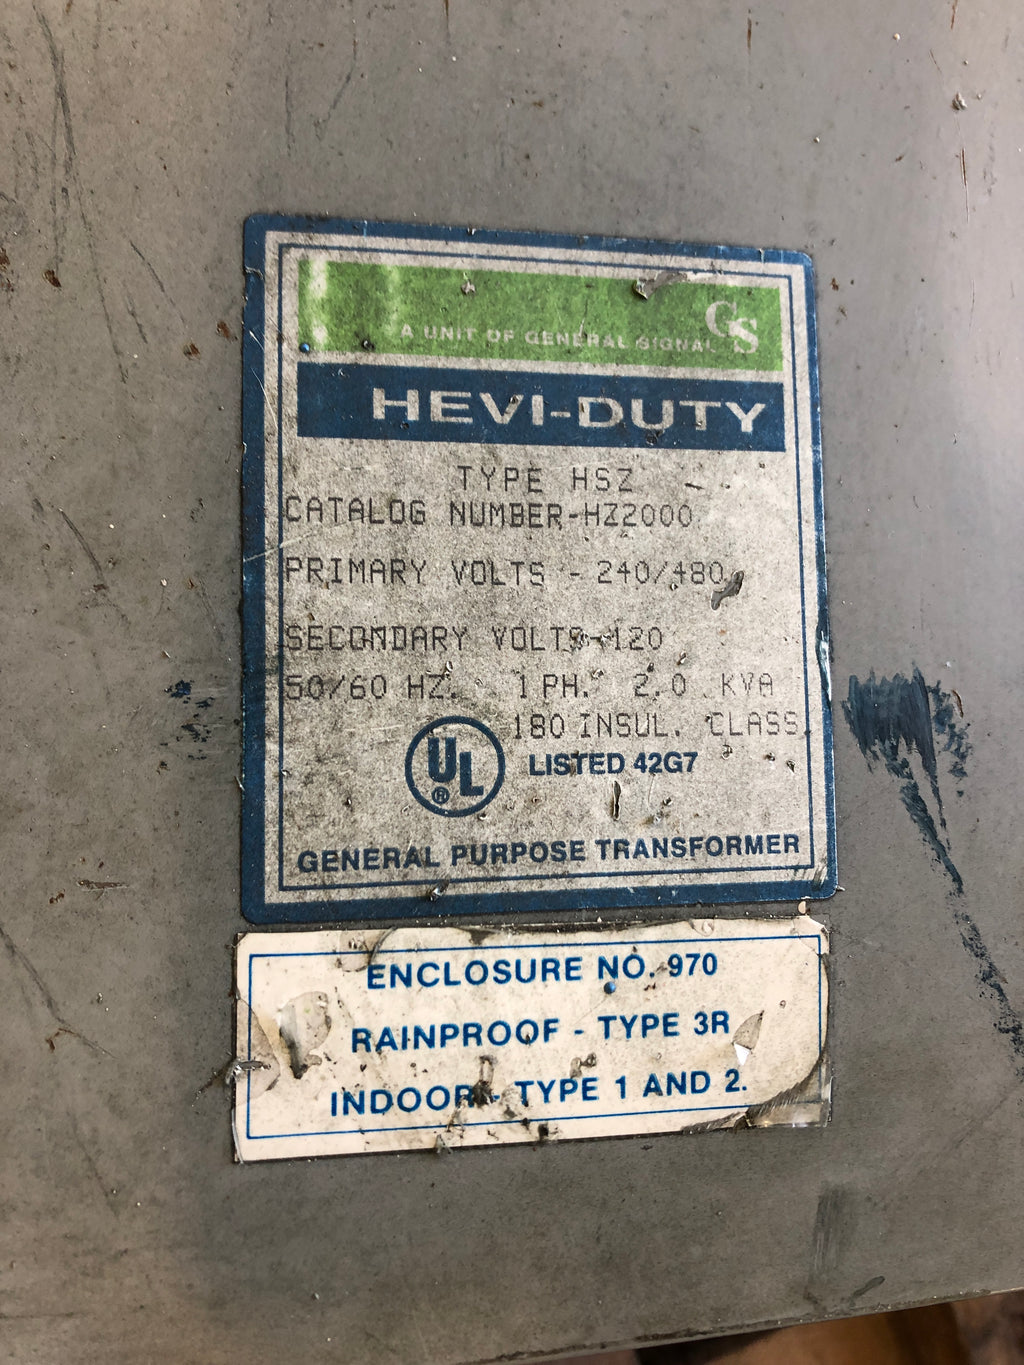 GS
A UNIT OF GENERAL SIGNAL
HEVI-DUTY
TYPE HSZ
CATALOG NUMBER-HZ2000
PRIMARY VOLTS - 240/480
SECONDARY VOLTS-120
50/60 HZ. 1 PH. 2.0 KVA
180 INSUL. CLASS
UL
®
LISTED 42G7
GENERAL PURPOSE TRANSFORMER
ENCLOSURE NO. 970
RAINPROOF - TYPE 3R
INDOOR - TYPE 1 AND 2.